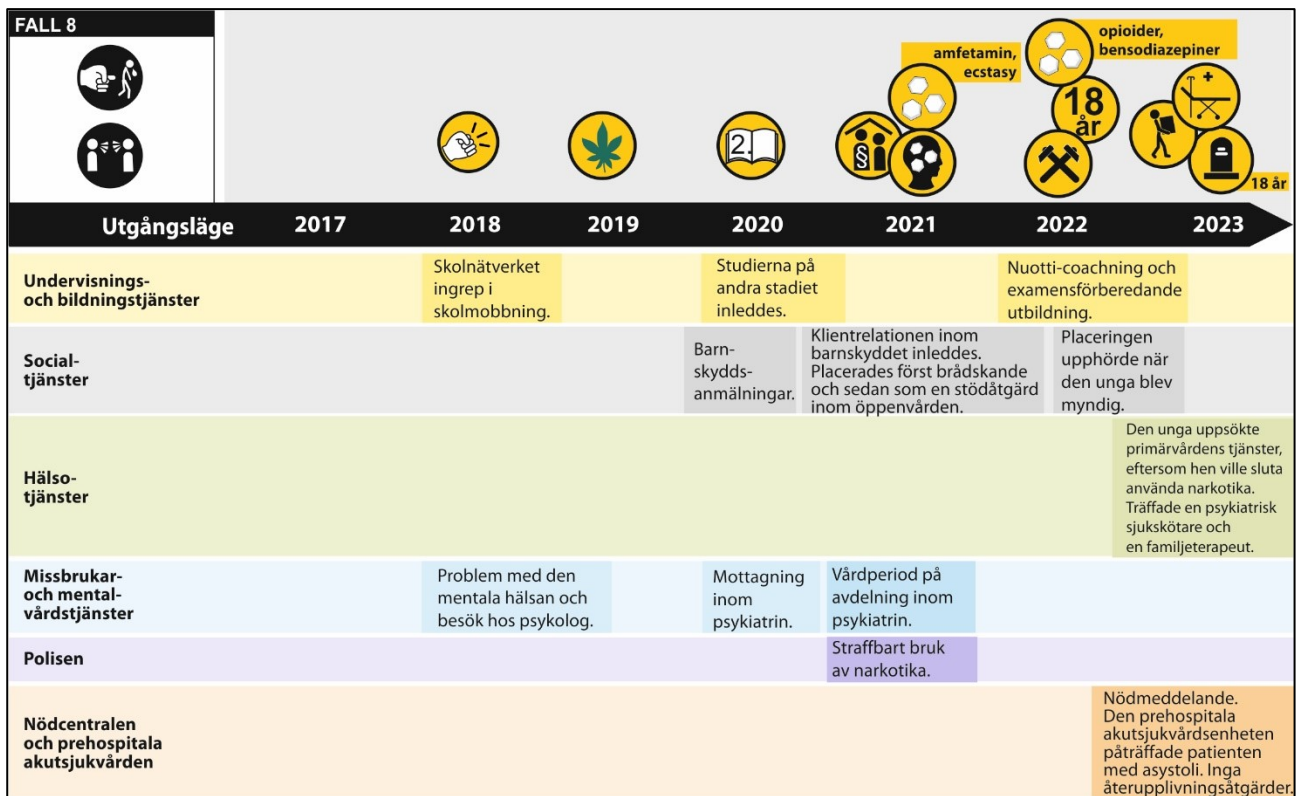 FALL 8
amfetamin,
ecstasy
opioider,
bensodiazepiner
2.
§
18
år
18 år
Utgångsläge 2017 2018 2019 2020 2021 2022 2023
Undervisnings-
och bildningstjänster
Skolnätverket
ingrep i
skolmobbning.
Studierna på
andra stadiet
inleddes.
Nuotti-coachning och
examensförberedande
utbildning.
Social-
tjänster
Barn-
skydds-
anmälningar.
Klientrelationen inom
barnskyddet inleddes.
Placerades först brådskande
och sedan som en stödåtgärd
inom öppenvården.
Placeringen
upphörde när
den unga blev
myndig.
Hälso-
tjänster
Den unga uppsökte
primärvårdens tjänster,
eftersom hen ville sluta
använda narkotika.
Träffade en psykiatrisk
sjukskötare och
en familjeterapeut.
Missbrukar-
och mental-
vårdstjänster
Problem med den
mentala hälsan och
besök hos psykolog.
Mottagning
inom
psykiatrin.
Vårdperiod på
avdelning inom
psykiatrin.
Polisen
Straffbart bruk
av narkotika.
Nödcentralen
och prehospitala
akutsjukvården
Nödmeddelande.
Den prehospitala
akutsjukvårdsenheten
påträffade patienten
med asystoli. Inga
återupplivningsåtgärder.